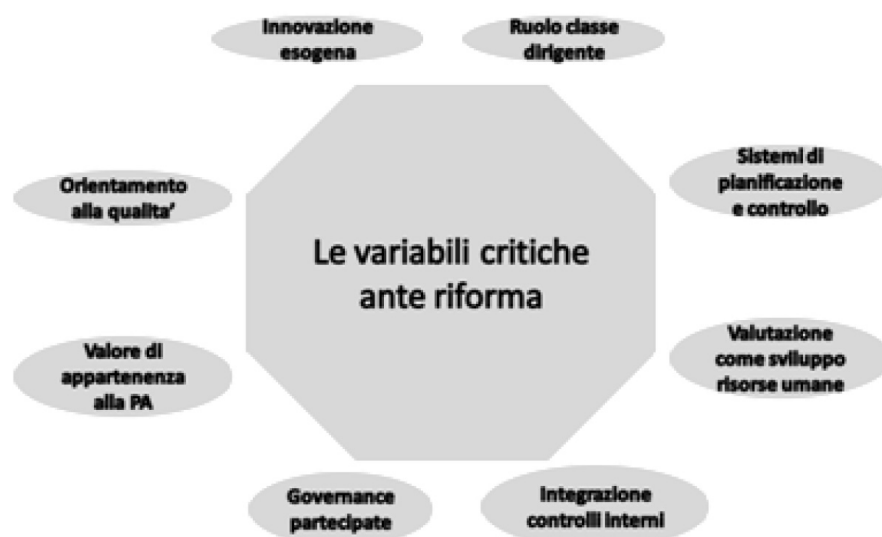 Innovazione
esogena
Ruolo classe
dirigente
Orientamento
alla qualita'
Sistemi di
pianificazione
e controllo
Le variabili critiche
ante riforma
Valore di
appartenenza
alla PA
Valutazione
come sviluppo
risorse umane
Governance
partecipate
Integrazione
controlli interni